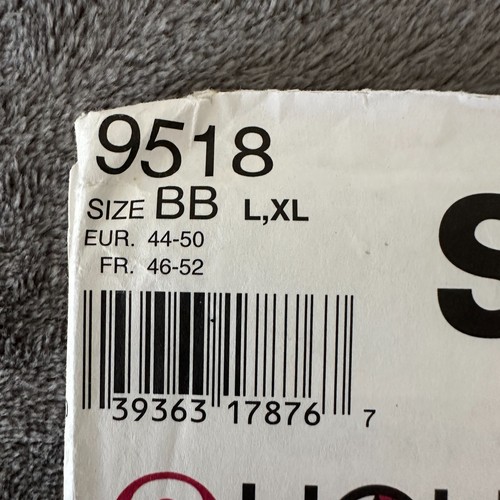 9518
SIZE BB L,XL
EUR. 44-50
FR. 46-52
39363 17876 7
S